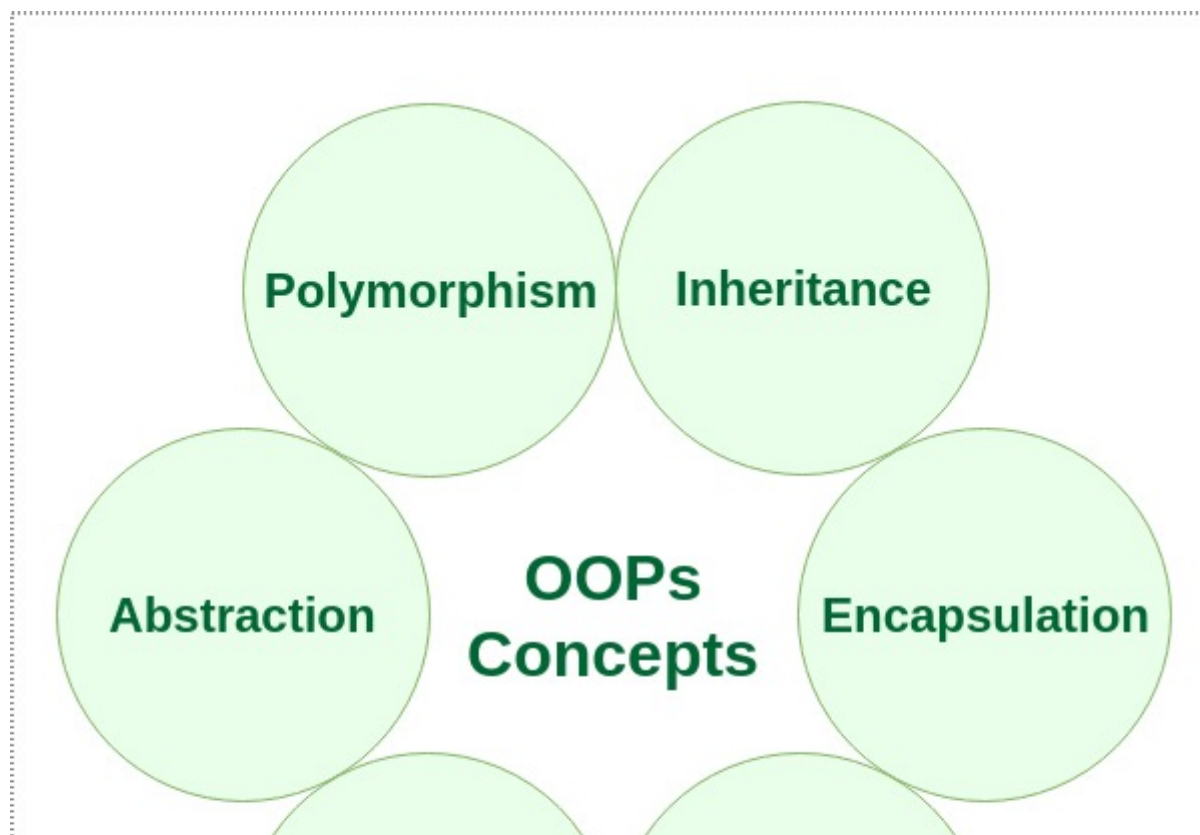 Polymorphism
Inheritance
Abstraction
OOPs
Concepts
Encapsulation